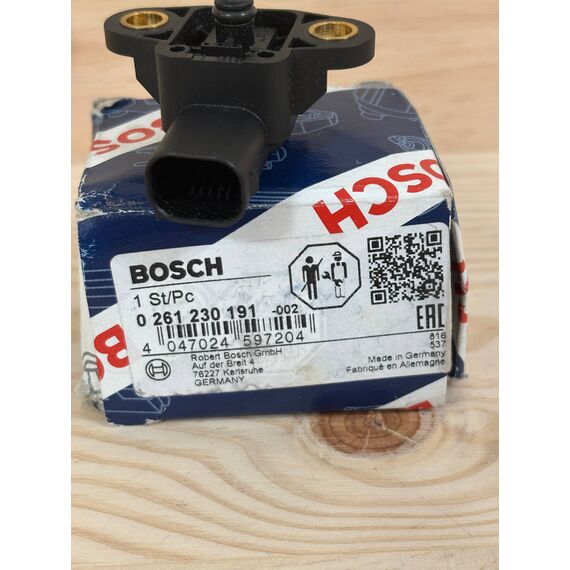 BOSCH
BOSCH
BOSCH
1 St/Pc
0 261 230 191 -002
4 047024 597204
Robert Bosch GmbH
Auf der Breit 4
76227 Karlsruhe
GERMANY
EAC
816
537
Made in Germany
Fabriqué en Allemagne